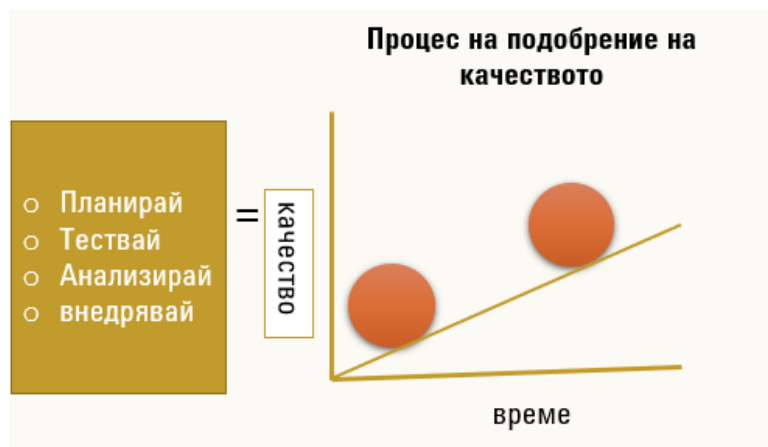 Процес на подобрение на
качеството
○ Планирай
○ Тествай
○ Анализирай
○ внедрявай
=
качество
време